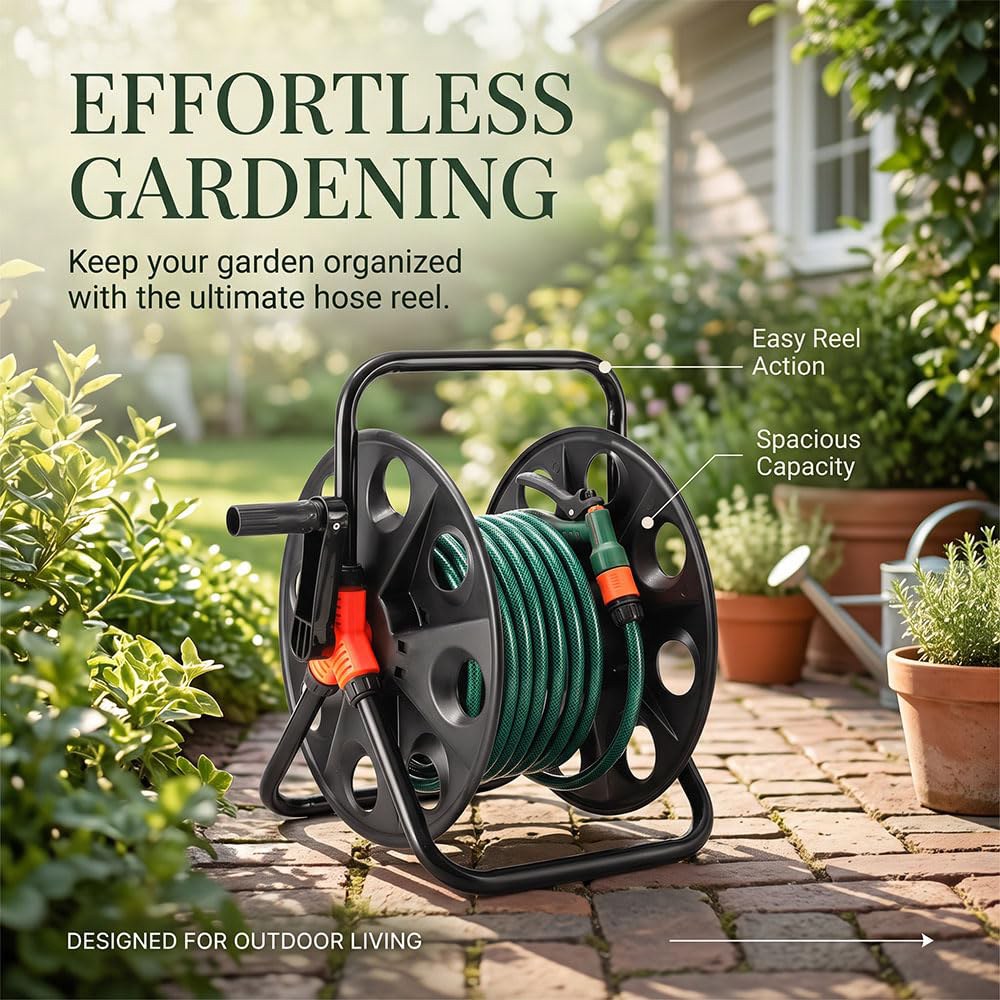 EFFORTLESS
GARDENING
Keep your garden organized
with the ultimate hose reel.
Easy Reel
Action
Spacious
Capacity
DESIGNED FOR OUTDOOR LIVING